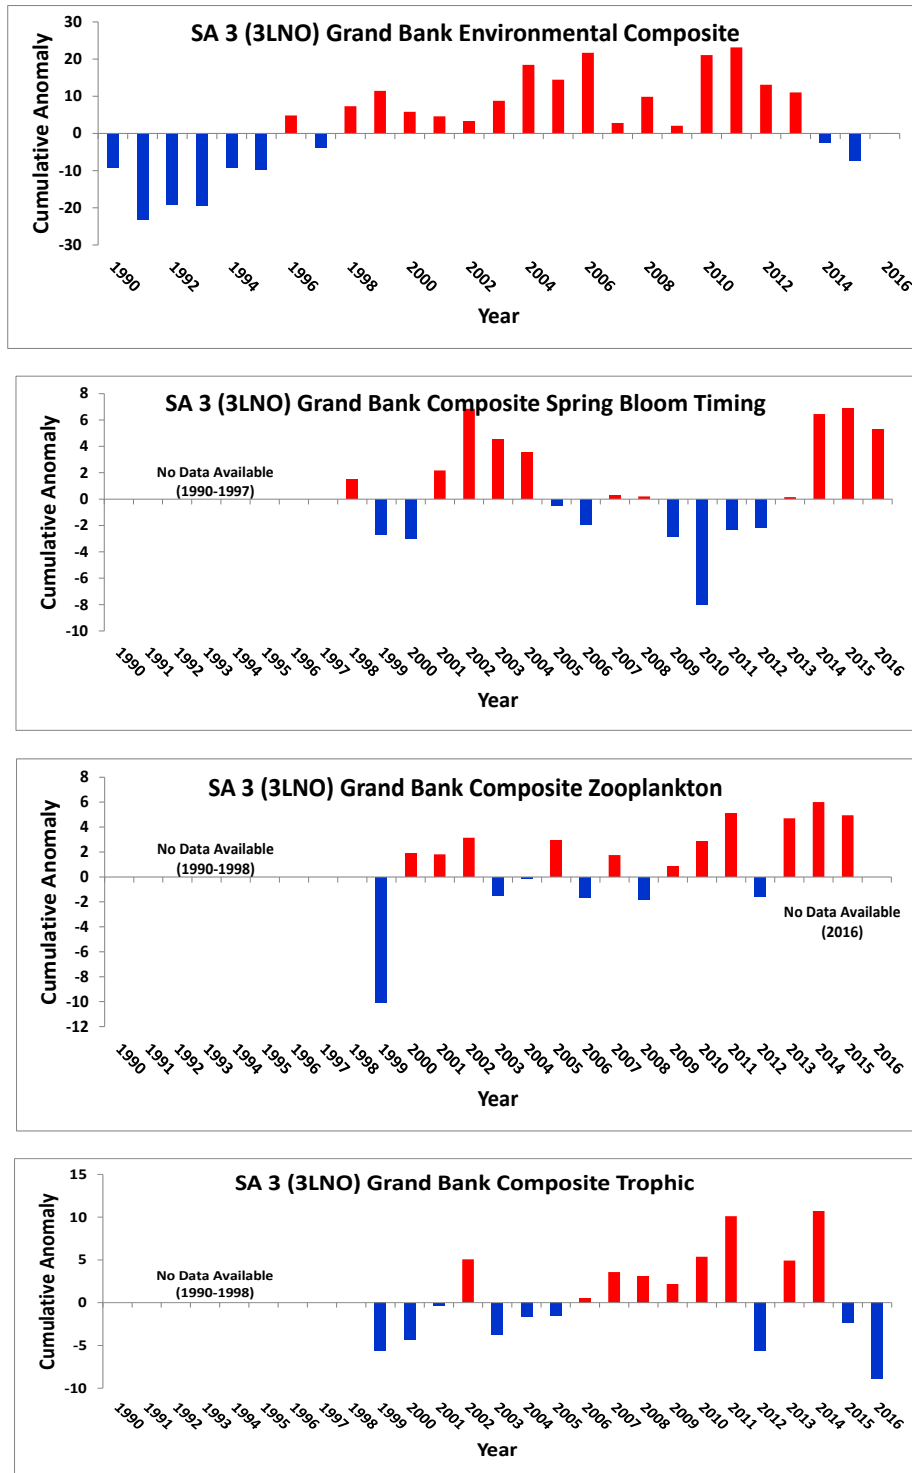 SA 3 (3LNO) Grand Bank Environmental Composite
Cumulative Anomaly
30
20
10
0
-10
-20
-30
1990 1992 1994 1996 1998 2000 2002 2004 2006 2008 2010 2012 2014 2016
Year
SA 3 (3LNO) Grand Bank Composite Spring Bloom Timing
Cumulative Anomaly
8
6
4
2
0
-2
-4
-6
-8
-10
No Data Available
(1990-1997)
1990 1991 1992 1993 1994 1995 1996 1997 1998 1999 2000 2001 2002 2003 2004 2005 2006 2007 2008 2009 2010 2011 2012 2013 2014 2015 2016
Year
SA 3 (3LNO) Grand Bank Composite Zooplankton
Cumulative Anomaly
8
6
4
2
0
-2
-4
-6
-8
-10
-12
No Data Available
(1990-1998)
No Data Available
(2016)
1990 1991 1992 1993 1994 1995 1996 1997 1998 1999 2000 2001 2002 2003 2004 2005 2006 2007 2008 2009 2010 2011 2012 2013 2014 2015 2016
Year
SA 3 (3LNO) Grand Bank Composite Trophic
Cumulative Anomaly
15
10
5
0
-5
-10
No Data Available
(1990-1998)
1990 1991 1992 1993 1994 1995 1996 1997 1998 1999 2000 2001 2002 2003 2004 2005 2006 2007 2008 2009 2010 2011 2012 2013 2014 2015 2016
Year